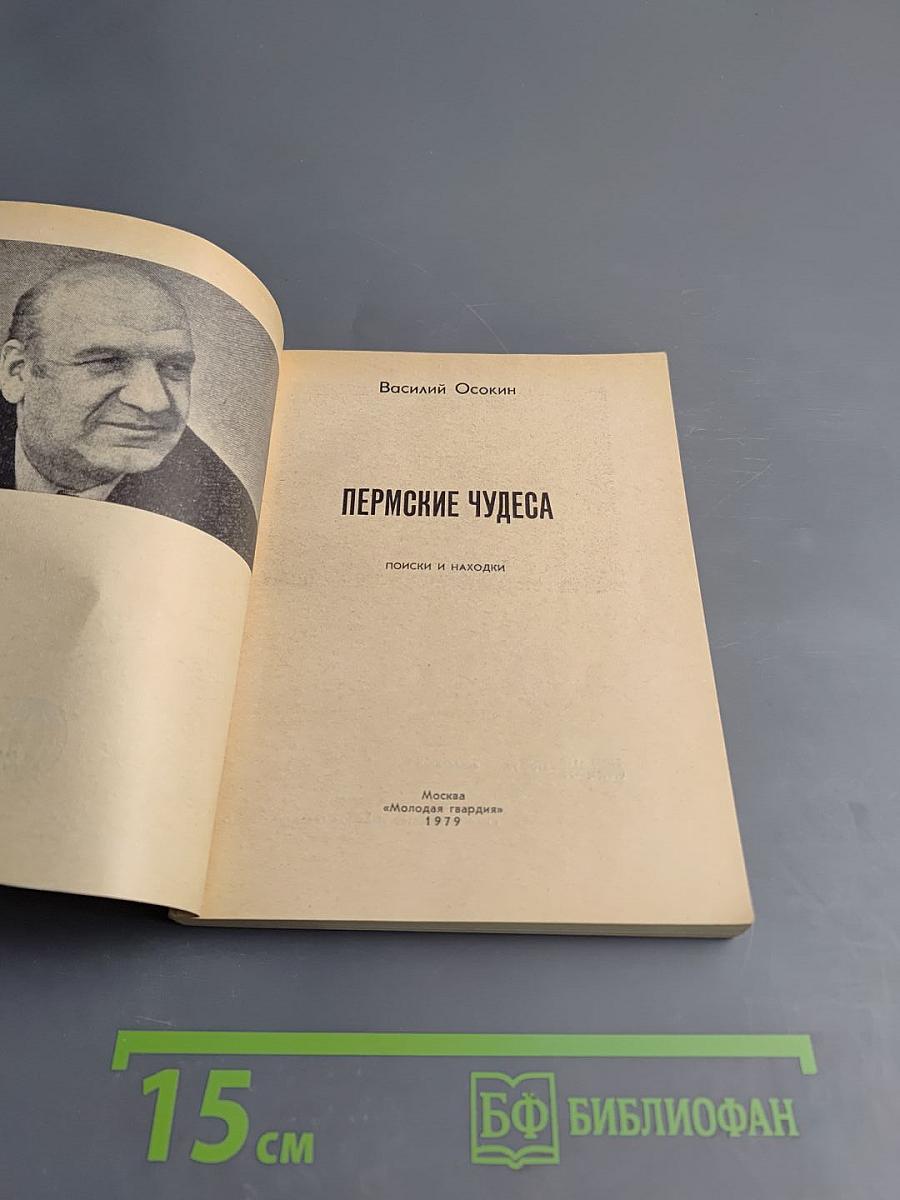 Василий Осокин
ПЕРМСКИЕ ЧУДЕСА
ПОИСКИ И НАХОДКИ
Москва
«Молодая гвардия»
1979
15 см
БФ БИБЛИОФАН